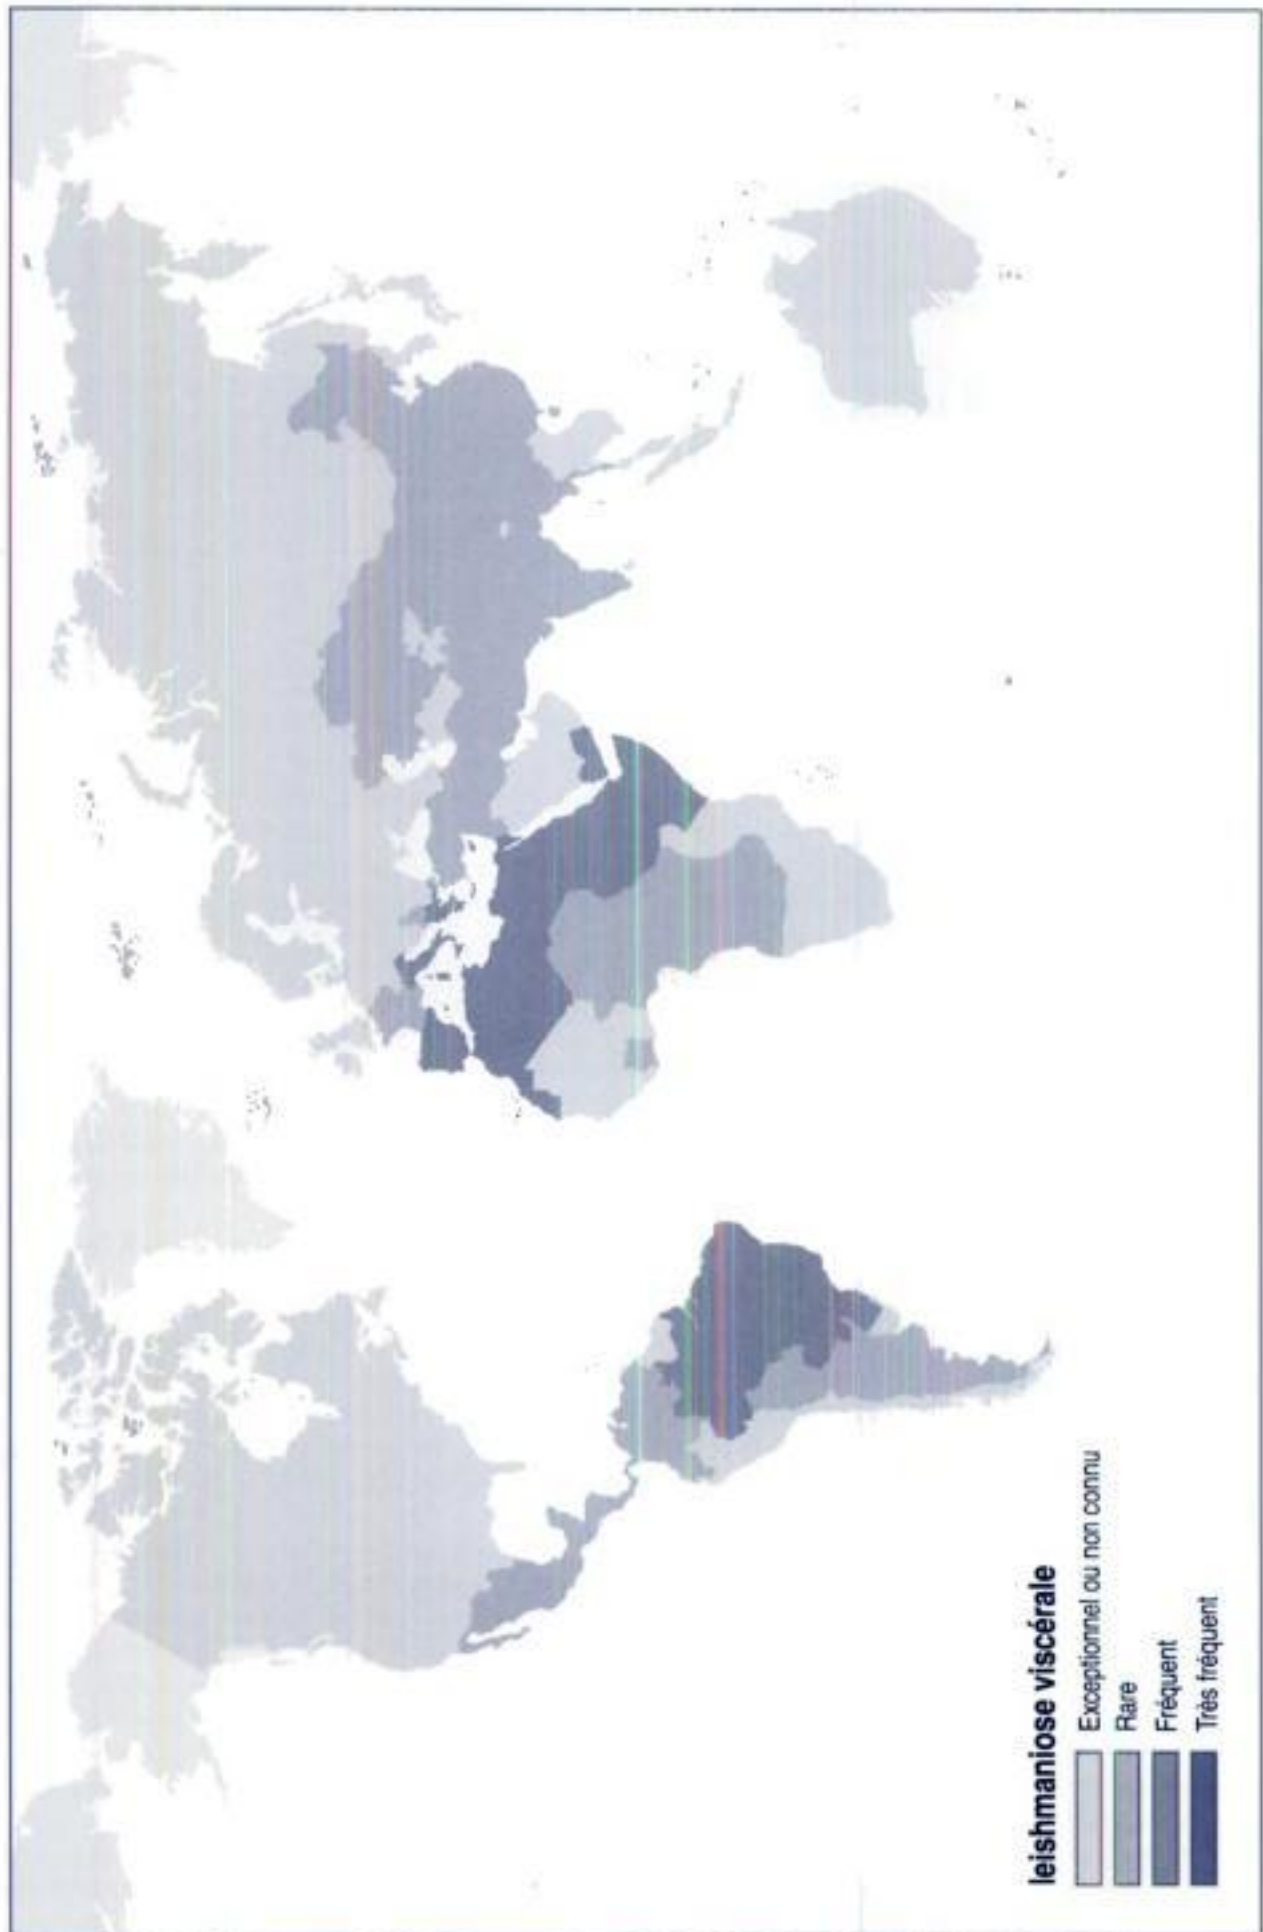 leishmaniose viscérale
Exceptionnel ou non connu
Rare
Fréquent
Très fréquent